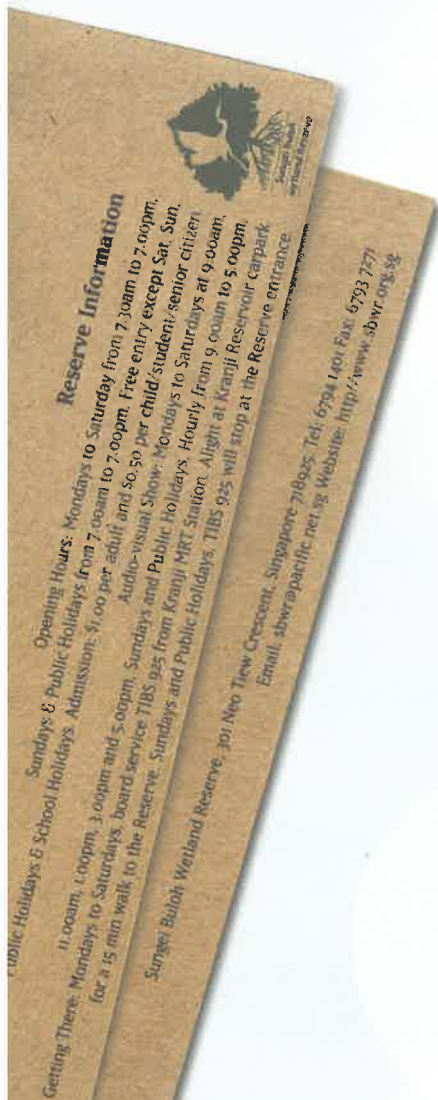 Sungei Buloh
Wetland Reserve
Reserve Information
Opening Hours: Mondays to Saturday from 7.30am to 7.00pm.
Sundays & Public Holidays from 7.00am to 7.00pm. Free entry except Sat, Sun,
Public Holidays & School Holidays. Admission: $1.00 per adult and $0.50 per child/student/senior citizen
Audio-visual Show: Mondays to Saturdays at 9.00am,
11.00am, 1.00pm, 3.00pm and 5.00pm. Sundays and Public Holidays, Hourly from 9.00am to 5.00pm.
Getting There: Mondays to Saturdays, board service TIBS 925 from Kranji MRT Station. Alight at Kranji Reservoir carpark
for a 15 min walk to the Reserve. Sundays and Public Holidays, TIBS 925 will stop at the Reserve entrance
Sungei Buloh Wetland Reserve, 301 Neo Tiew Crescent, Singapore 718925 Tel: 6794 1401 Fax: 6793 7271
Email: sbwr@pacific.net.sg Website: http//www.sbwr.org.sg